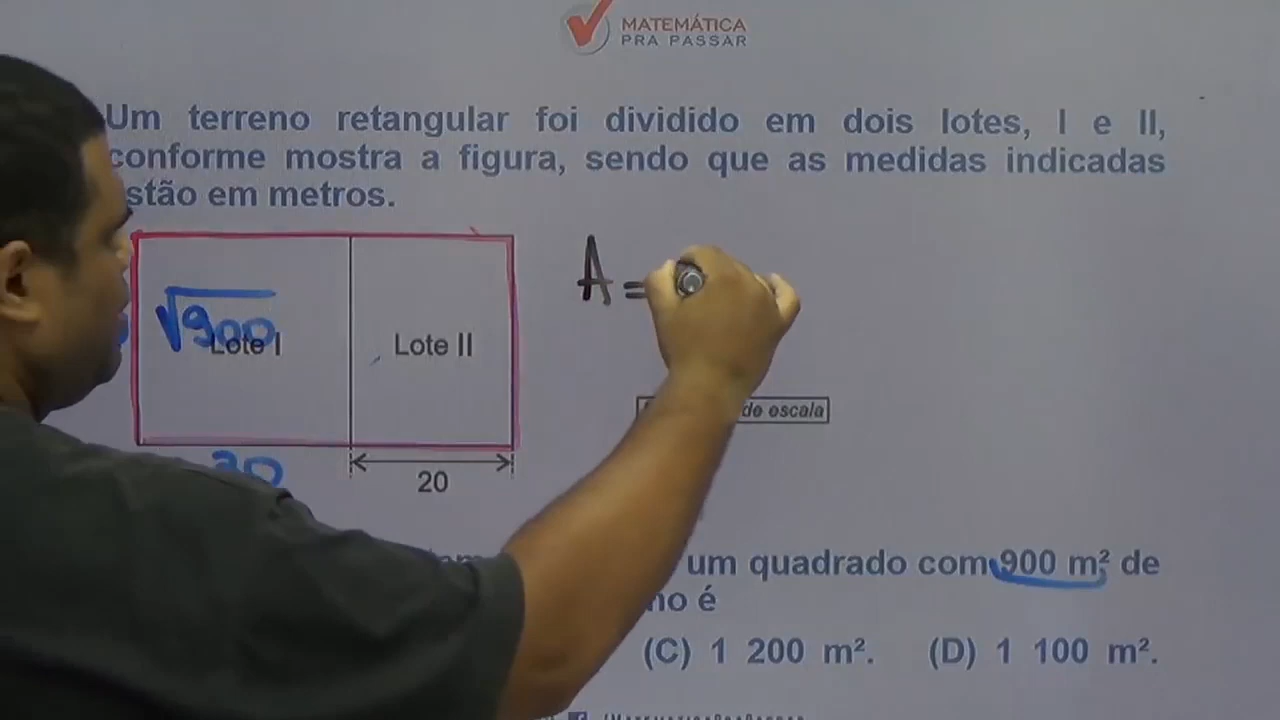 MATEMÁTICA
PRA PASSAR
Um terreno retangular foi dividido em dois lotes, I e II,
conforme mostra a figura, sendo que as medidas indicadas
stão em metros.
√900
Lote I
Lote II
A =
de escala
30
20
um quadrado com 900 m² de
no é
(C) 1 200 m². (D) 1 100 m².